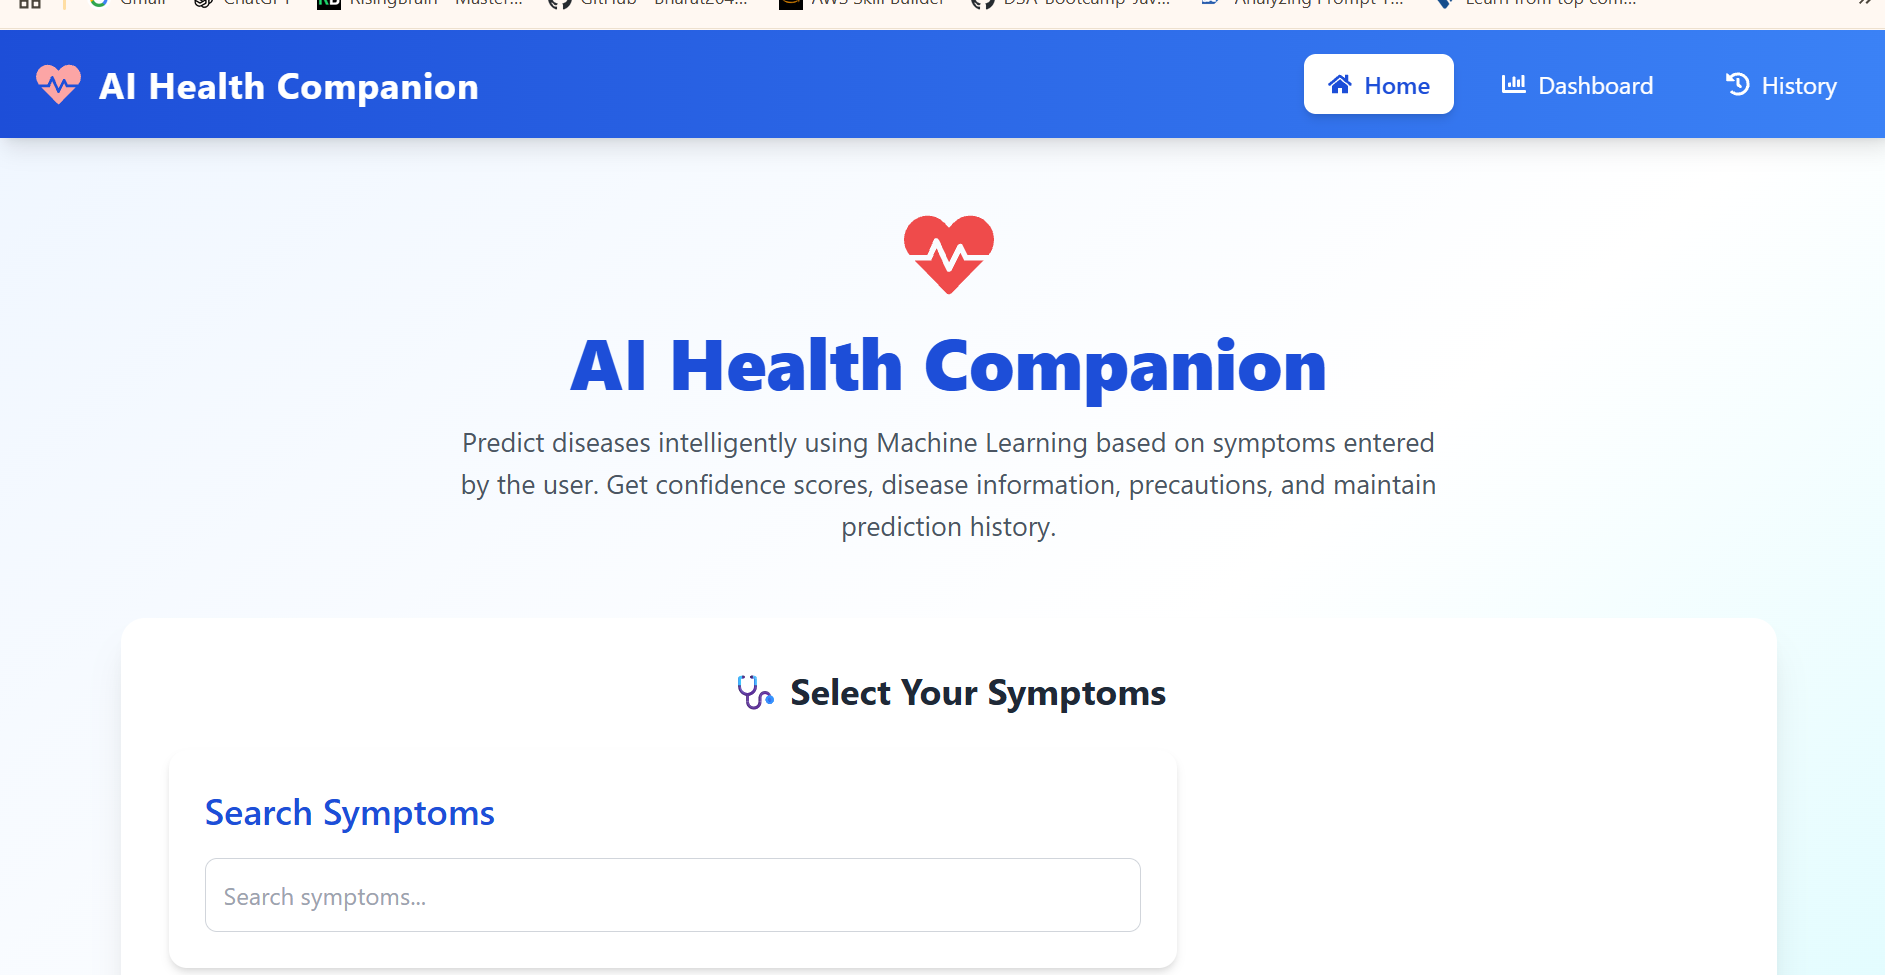 AI Health Companion
Home
Dashboard
History
AI Health Companion
Predict diseases intelligently using Machine Learning based on symptoms entered
by the user. Get confidence scores, disease information, precautions, and maintain
prediction history.
Select Your Symptoms
Search Symptoms
Search symptoms...